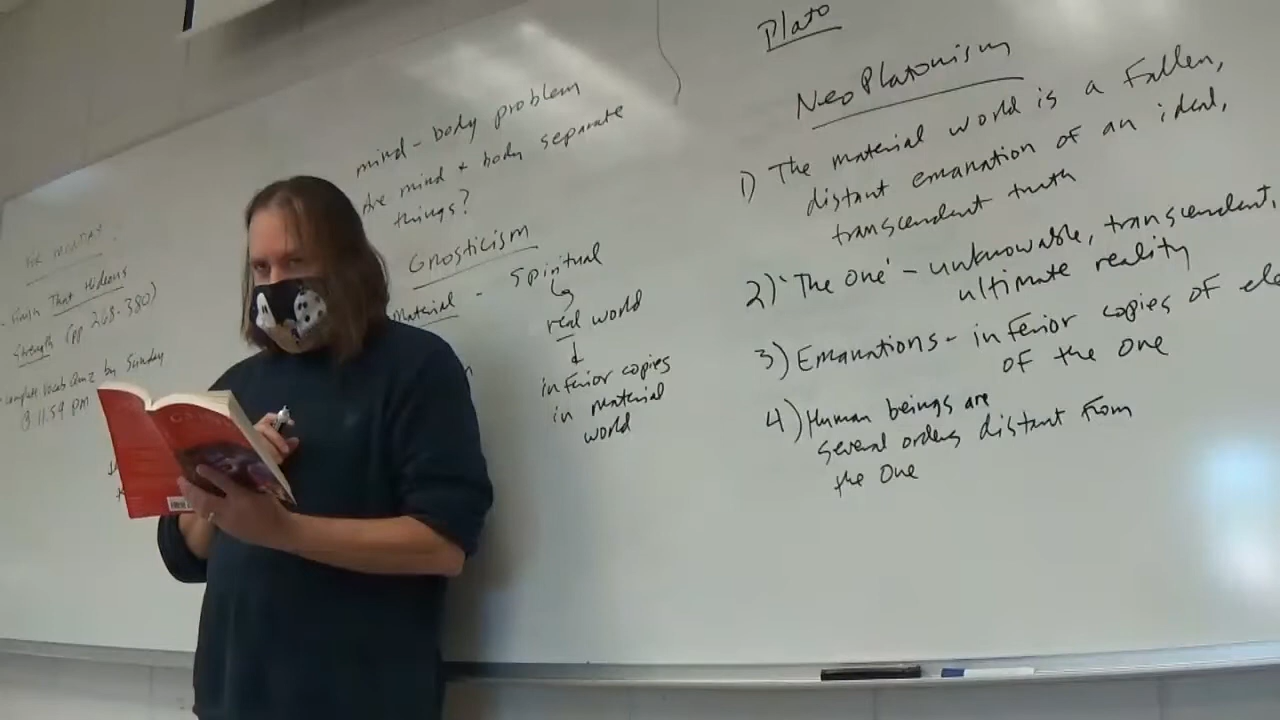 For Monday
- Finish That Hideous
Strength (pp 268-380)
- complete Vocab Quiz by Sunday
@ 11.59 PM
mind-body problem
Are mind + body separate
things?
Gnosticism
Material - Spiritual
real world
inferior copies
in material
world
Plato
NeoPlatonism
1) The material world is a fallen,
distant emanation of an ideal,
transcendent truth
2) 'The one' - unknowable, transcendent,
ultimate reality
3) Emanations - inferior copies of
of the one
4) Human beings are
several orders distant from
the One